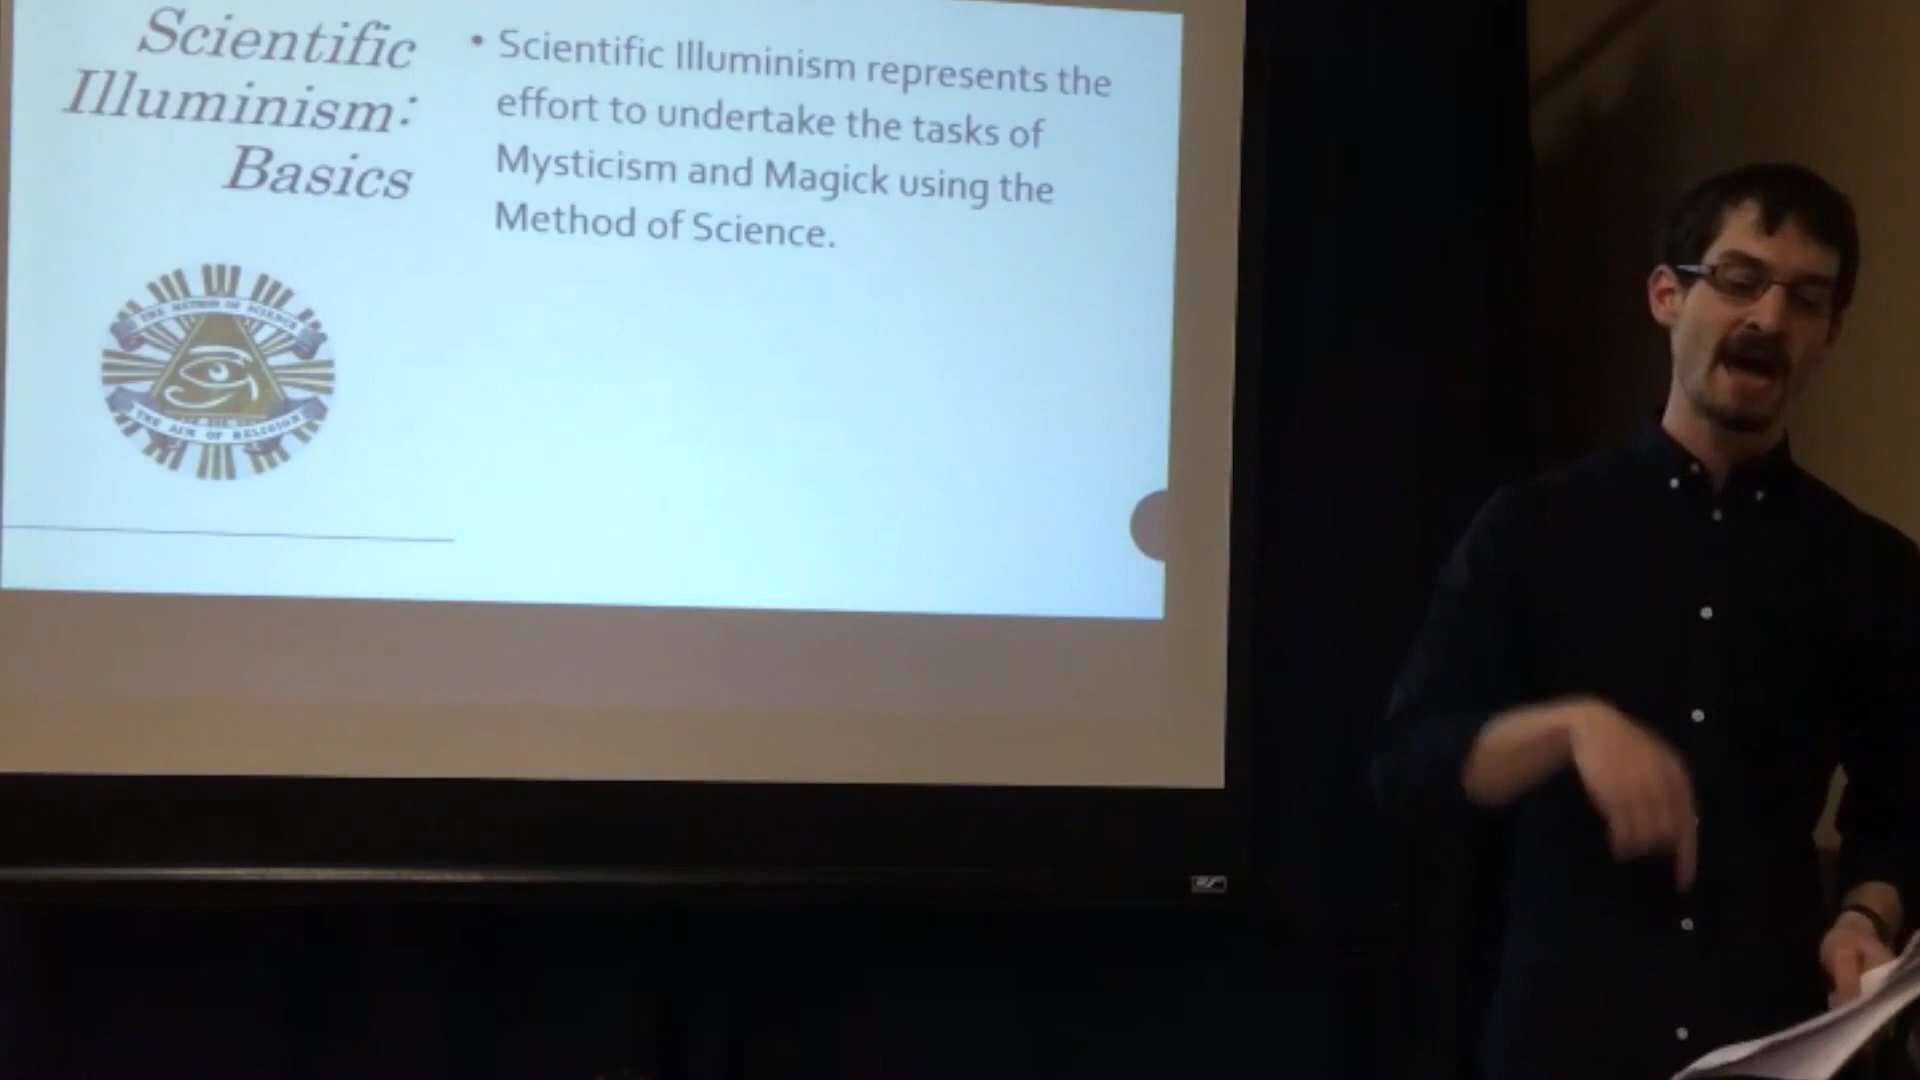 Scientific
Illuminism:
Basics
• Scientific Illuminism represents the
effort to undertake the tasks of
Mysticism and Magick using the
Method of Science.
THE METHOD OF SCIENCE
THE AIM OF RELIGION